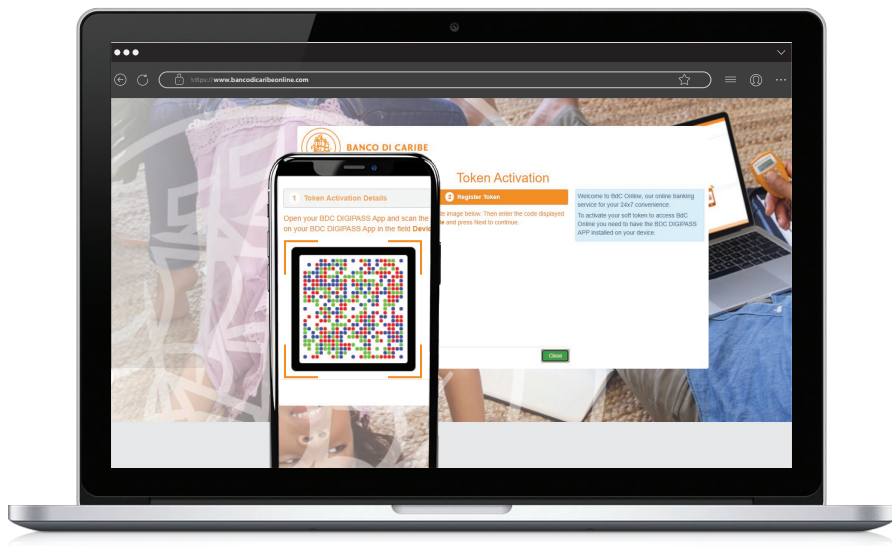 https://www.bancodicaribeonline.com
BANCO DI CARIBE
Token Activation
1 Token Activation Details
2 Register Token
Open your BDC DIGIPASS App and scan the
on your BDC DIGIPASS App in the field Devic
image below. Then enter the code displayed
and press Next to continue.
Welcome to BdC Online, our online banking
service for your 24x7 convenience.
To activate your soft token to access BdC
Online you need to have the BDC DIGIPASS
APP installed on your device.
Close